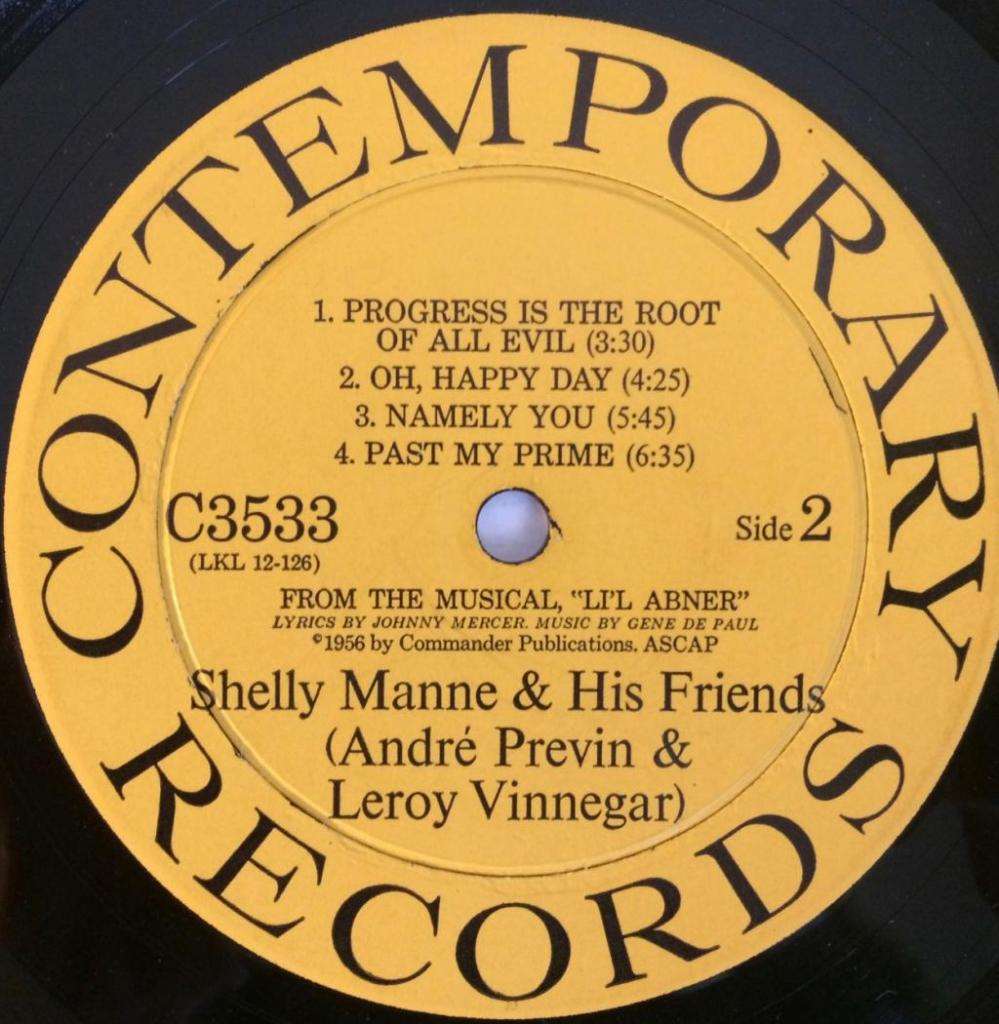 CONTEMPORARY
1. PROGRESS IS THE ROOT
OF ALL EVIL (3:30)
2. OH, HAPPY DAY (4:25)
3. NAMELY YOU (5:45)
4. PAST MY PRIME (6:35)
C3533
(LKL 12-126)
Side 2
FROM THE MUSICAL, "LI'L ABNER"
LYRICS BY JOHNNY MERCER. MUSIC BY GENE DE PAUL
©1956 by Commander Publications. ASCAP
Shelly Manne & His Friends
(André Previn &
Leroy Vinnegar)
RECORDS